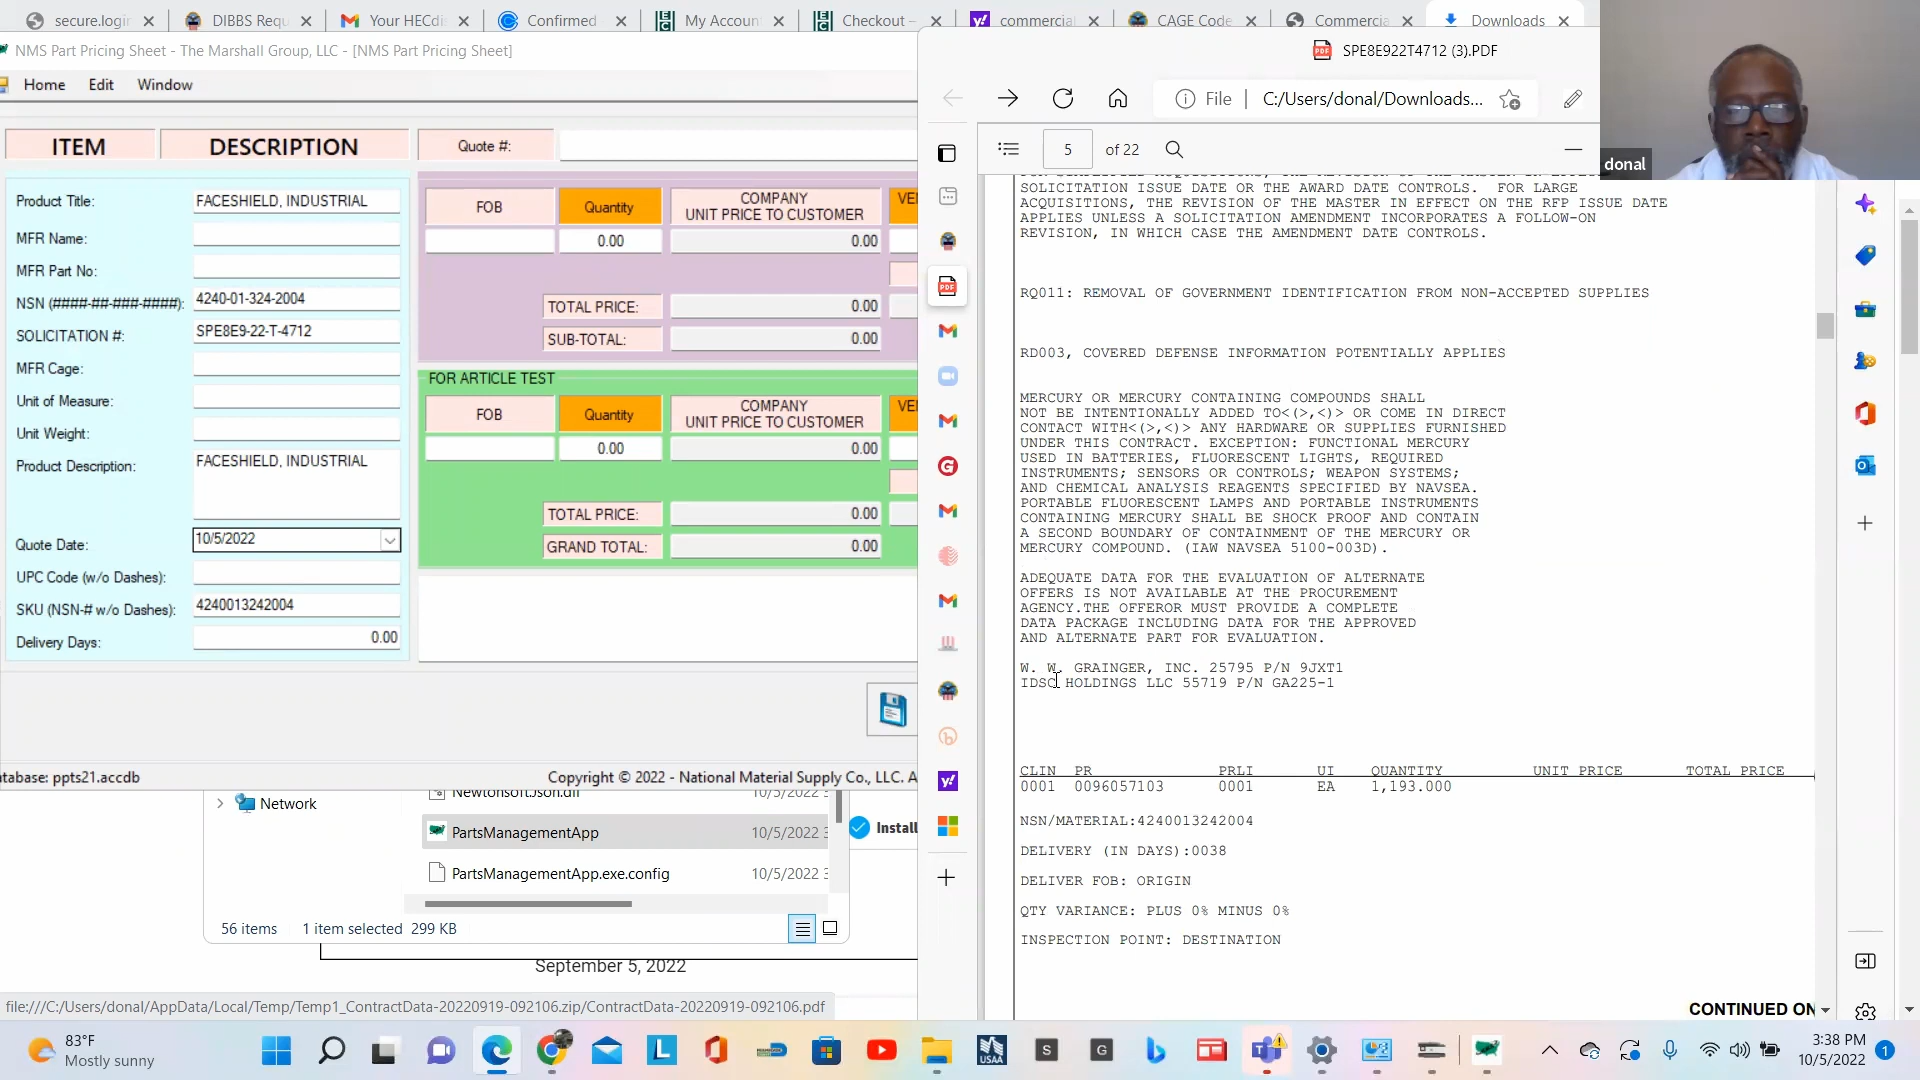 secure.login
DIBBS Requ
Your HECdi
Confirmed
My Accoun
Checkout –
commercia
CAGE Code
Commercia
Downloads
NMS Part Pricing Sheet - The Marshall Group, LLC - [NMS Part Pricing Sheet]
SPE8E922T4712 (3).PDF
Home Edit Window
File C:/Users/donal/Downloads...
ITEM DESCRIPTION
Quote #:
5 of 22
donal
Product Title: FACESHIELD, INDUSTRIAL
MFR Name:
MFR Part No:
NSN (####-##-###-####): 4240-01-324-2004
SOLICITATION #: SPE8E9-22-T-4712
MFR Cage:
Unit of Measure:
Unit Weight:
Product Description: FACESHIELD, INDUSTRIAL
Quote Date: 10/5/2022
UPC Code (w/o Dashes):
SKU (NSN-# w/o Dashes): 4240013242004
Delivery Days: 0.00
FOB Quantity COMPANY
UNIT PRICE TO CUSTOMER VE
0.00 0.00
TOTAL PRICE: 0.00
SUB-TOTAL: 0.00
FOR ARTICLE TEST
FOB Quantity COMPANY
UNIT PRICE TO CUSTOMER VE
0.00 0.00
TOTAL PRICE: 0.00
GRAND TOTAL: 0.00
tabase: ppts21.accdb
Copyright © 2022 - National Material Supply Co., LLC. A
SOLICITATION ISSUE DATE OR THE AWARD DATE CONTROLS. FOR LARGE
ACQUISITIONS, THE REVISION OF THE MASTER IN EFFECT ON THE RFP ISSUE DATE
APPLIES UNLESS A SOLICITATION AMENDMENT INCORPORATES A FOLLOW-ON
REVISION, IN WHICH CASE THE AMENDMENT DATE CONTROLS.
RQ011: REMOVAL OF GOVERNMENT IDENTIFICATION FROM NON-ACCEPTED SUPPLIES
RD003, COVERED DEFENSE INFORMATION POTENTIALLY APPLIES
MERCURY OR MERCURY CONTAINING COMPOUNDS SHALL
NOT BE INTENTIONALLY ADDED TO<(>,<)> OR COME IN DIRECT
CONTACT WITH<(>,<)> ANY HARDWARE OR SUPPLIES FURNISHED
UNDER THIS CONTRACT. EXCEPTION: FUNCTIONAL MERCURY
USED IN BATTERIES, FLUORESCENT LIGHTS, REQUIRED
INSTRUMENTS; SENSORS OR CONTROLS; WEAPON SYSTEMS;
AND CHEMICAL ANALYSIS REAGENTS SPECIFIED BY NAVSEA.
PORTABLE FLUORESCENT LAMPS AND PORTABLE INSTRUMENTS
CONTAINING MERCURY SHALL BE SHOCK PROOF AND CONTAIN
A SECOND BOUNDARY OF CONTAINMENT OF THE MERCURY OR
MERCURY COMPOUND. (IAW NAVSEA 5100-003D).
ADEQUATE DATA FOR THE EVALUATION OF ALTERNATE
OFFERS IS NOT AVAILABLE AT THE PROCUREMENT
AGENCY.THE OFFEROR MUST PROVIDE A COMPLETE
DATA PACKAGE INCLUDING DATA FOR THE APPROVED
AND ALTERNATE PART FOR EVALUATION.
W. W. GRAINGER, INC. 25795 P/N 9JXT1
IDSC HOLDINGS LLC 55719 P/N GA225-1
CLIN PR PRLI UI QUANTITY UNIT PRICE TOTAL PRICE
0001 0096057103 0001 EA 1,193.000
NSN/MATERIAL:4240013242004
DELIVERY (IN DAYS):0038
DELIVER FOB: ORIGIN
QTY VARIANCE: PLUS 0% MINUS 0%
INSPECTION POINT: DESTINATION
CONTINUED ON
Network
Newtonsoft.Json.dll 10/5/2022 3
PartsManagementApp 10/5/2022 3
PartsManagementApp.exe.config 10/5/2022 3
Install
56 items 1 item selected 299 KB
September 5, 2022
file:///C:/Users/donal/AppData/Local/Temp/Temp1_ContractData-20220919-092106.zip/ContractData-20220919-092106.pdf
83°F
Mostly sunny
USAA
3:38 PM
10/5/2022
1